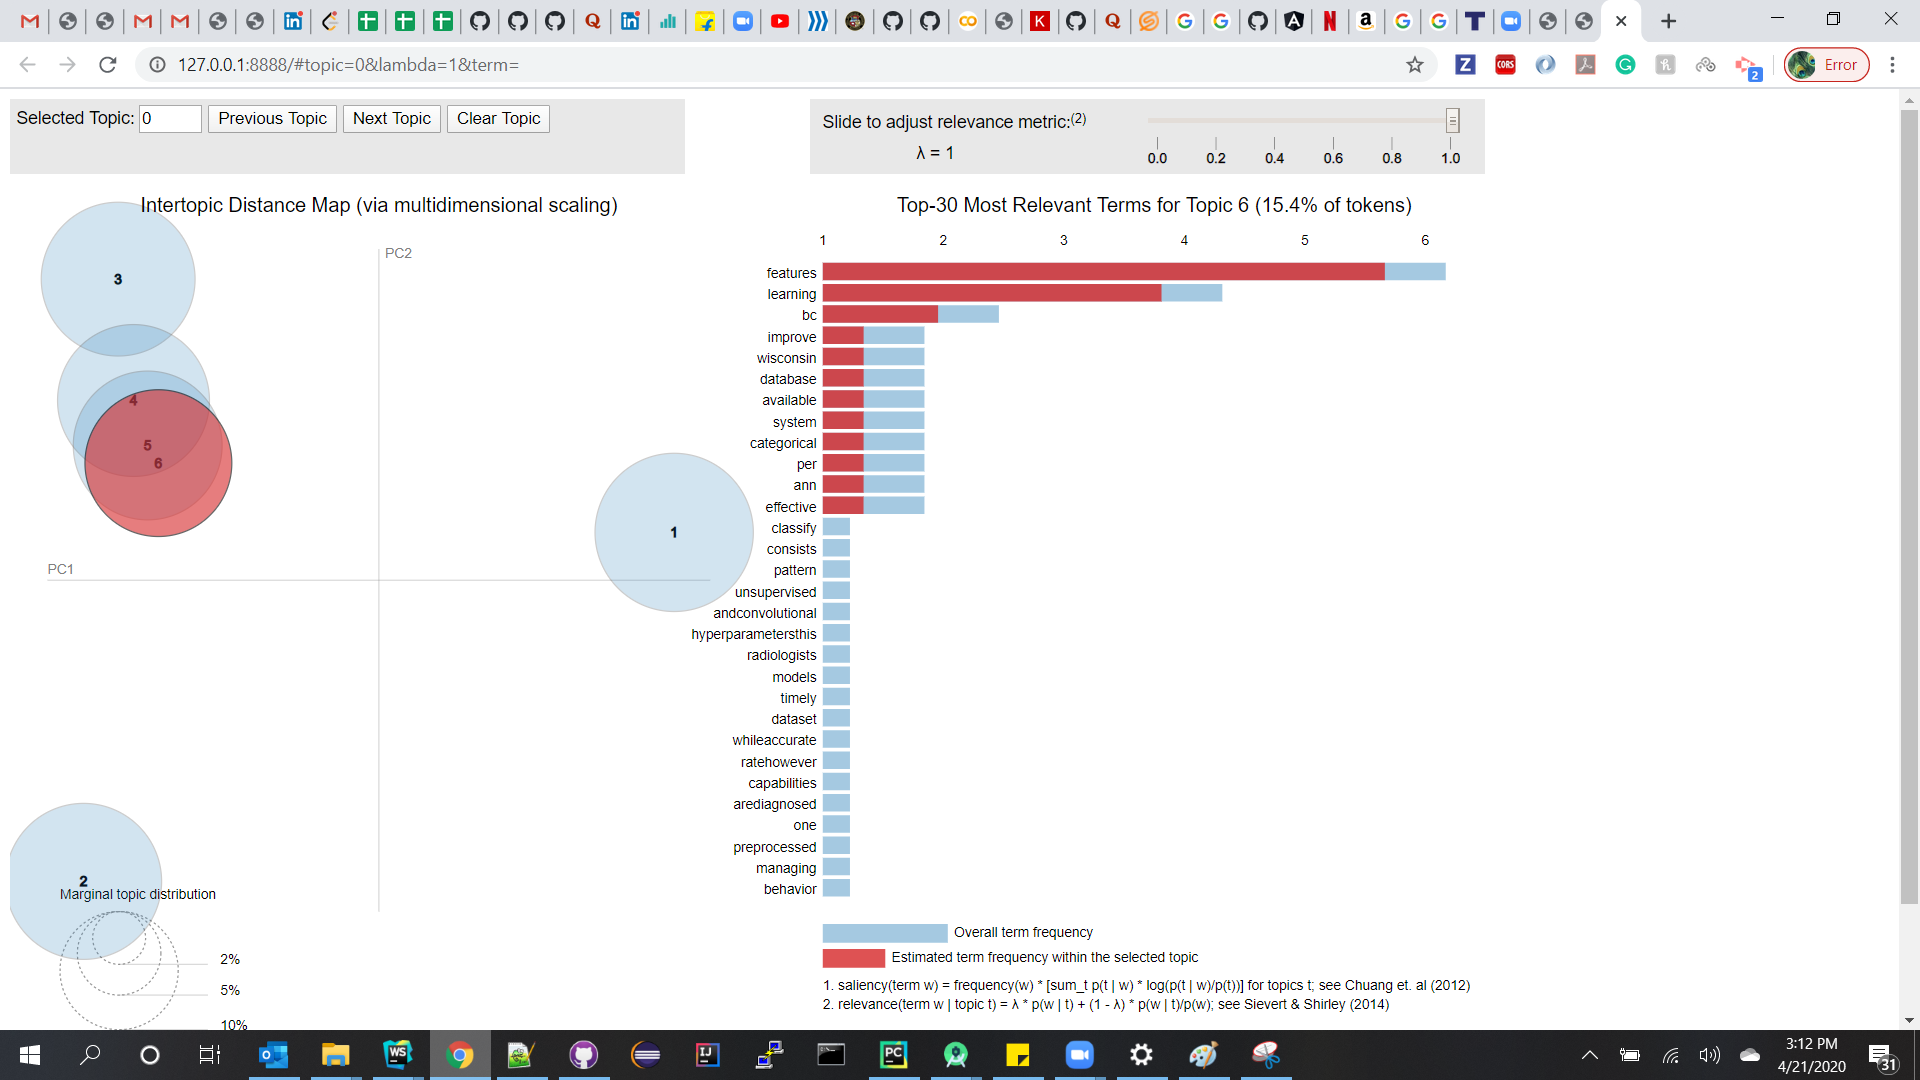 127.0.0.1:8888/#topic=0&lambda=1&term=
Z
CORS
2
Error
Selected Topic: 0 Previous Topic Next Topic Clear Topic
Slide to adjust relevance metric:(2)
λ = 1
0.0 0.2 0.4 0.6 0.8 1.0
Intertopic Distance Map (via multidimensional scaling)
PC2
3
4
5
6
1
PC1
2
Marginal topic distribution
2%
5%
10%
Top-30 Most Relevant Terms for Topic 6 (15.4% of tokens)
1 2 3 4 5 6
features
learning
bc
improve
wisconsin
database
available
system
categorical
per
ann
effective
classify
consists
pattern
unsupervised
andconvolutional
hyperparametersthis
radiologists
models
timely
dataset
whileaccurate
ratehowever
capabilities
arediagnosed
one
preprocessed
managing
behavior
Overall term frequency
Estimated term frequency within the selected topic
1. saliency(term w) = frequency(w) * [sum_t p(t | w) * log(p(t | w)/p(t))] for topics t; see Chuang et. al (2012)
2. relevance(term w | topic t) = λ * p(w | t) + (1 - λ) * p(w | t)/p(w); see Sievert & Shirley (2014)
WS
IJ
PC
3:12 PM
4/21/2020
31